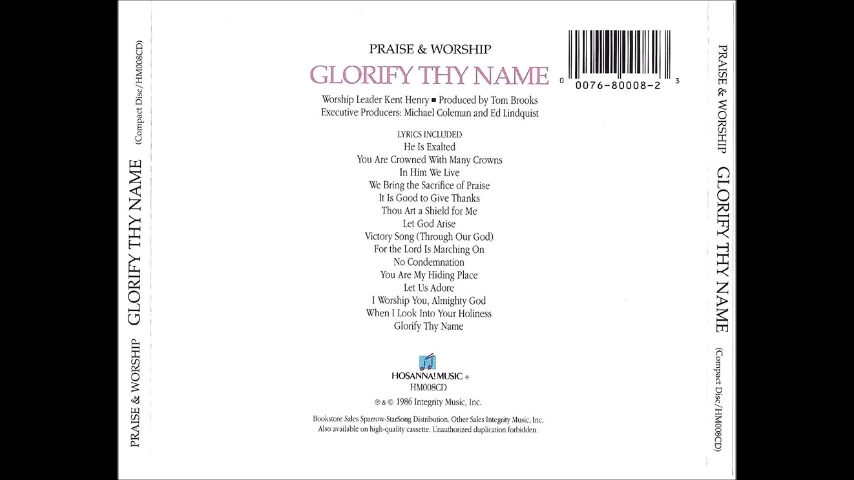 PRAISE & WORSHIP GLORIFY THY NAME (Compact Disc/HM008CD)
PRAISE & WORSHIP
GLORIFY THY NAME
0 0076-80008-2 3
Worship Leader Kent Henry ■ Produced by Tom Brooks
Executive Producers: Michael Coleman and Ed Lindquist
LYRICS INCLUDED
He Is Exalted
You Are Crowned With Many Crowns
In Him We Live
We Bring the Sacrifice of Praise
It Is Good to Give Thanks
Thou Art a Shield for Me
Let God Arise
Victory Song (Through Our God)
For the Lord Is Marching On
No Condemnation
You Are My Hiding Place
Let Us Adore
I Worship You, Almighty God
When I Look Into Your Holiness
Glorify Thy Name
HOSANNA! MUSIC ®
HM008CD
℗ & © 1986 Integrity Music, Inc.
Bookstore Sales Sparrow-StarSong Distribution. Other Sales Integrity Music, Inc.
Also available on high-quality cassette. Unauthorized duplication forbidden.
PRAISE & WORSHIP GLORIFY THY NAME (Compact Disc/HM008CD)